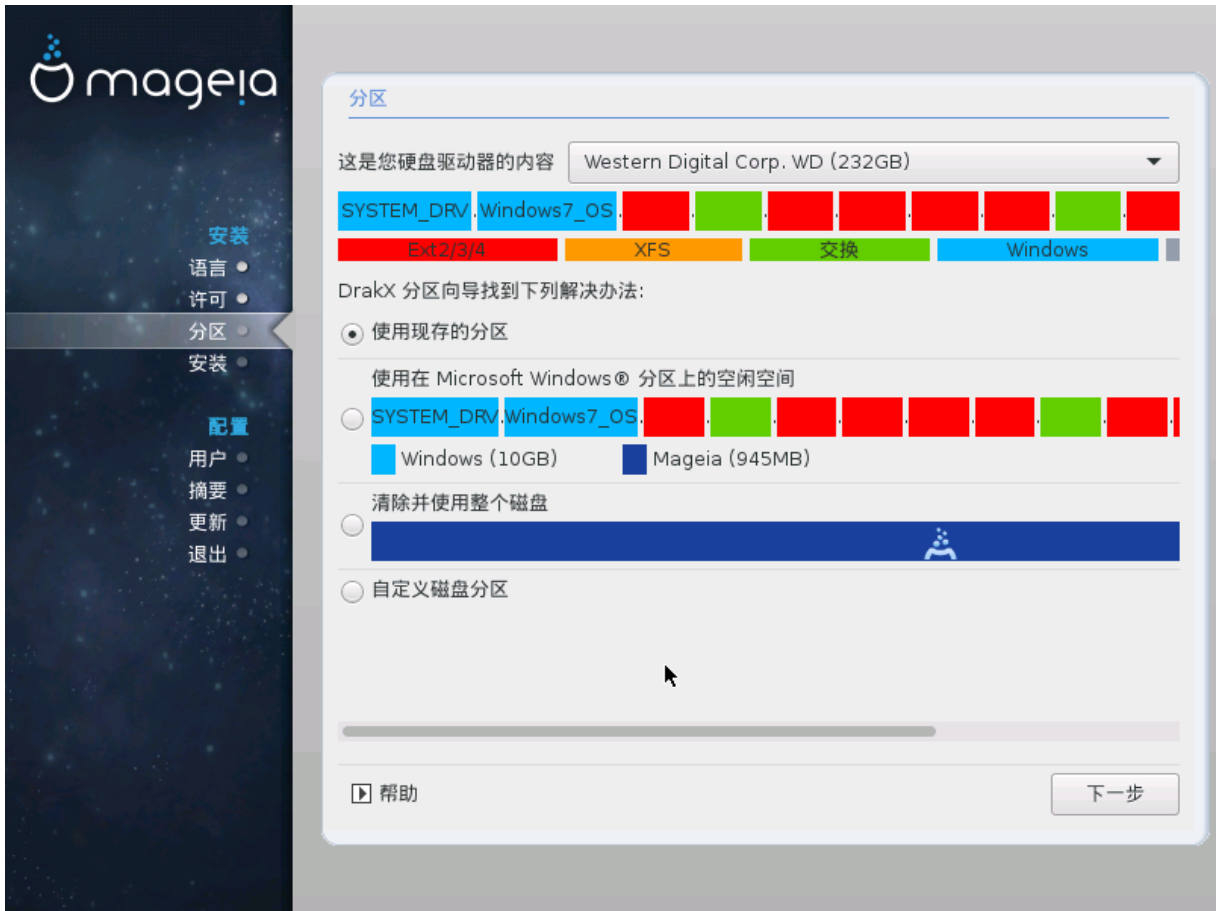 mageia
安装
语言
许可
分区
安装
配置
用户
摘要
更新
退出
分区
这是您硬盘驱动器的内容 Western Digital Corp. WD (232GB)
SYSTEM_DRV Windows7_OS
Ext2/3/4 XFS 交换 Windows
DrakX 分区向导找到下列解决办法:
使用现存的分区
使用在 Microsoft Windows® 分区上的空闲空间
SYSTEM_DRV Windows7_OS
Windows (10GB) Mageia (945MB)
清除并使用整个磁盘
自定义磁盘分区
帮助 下一步